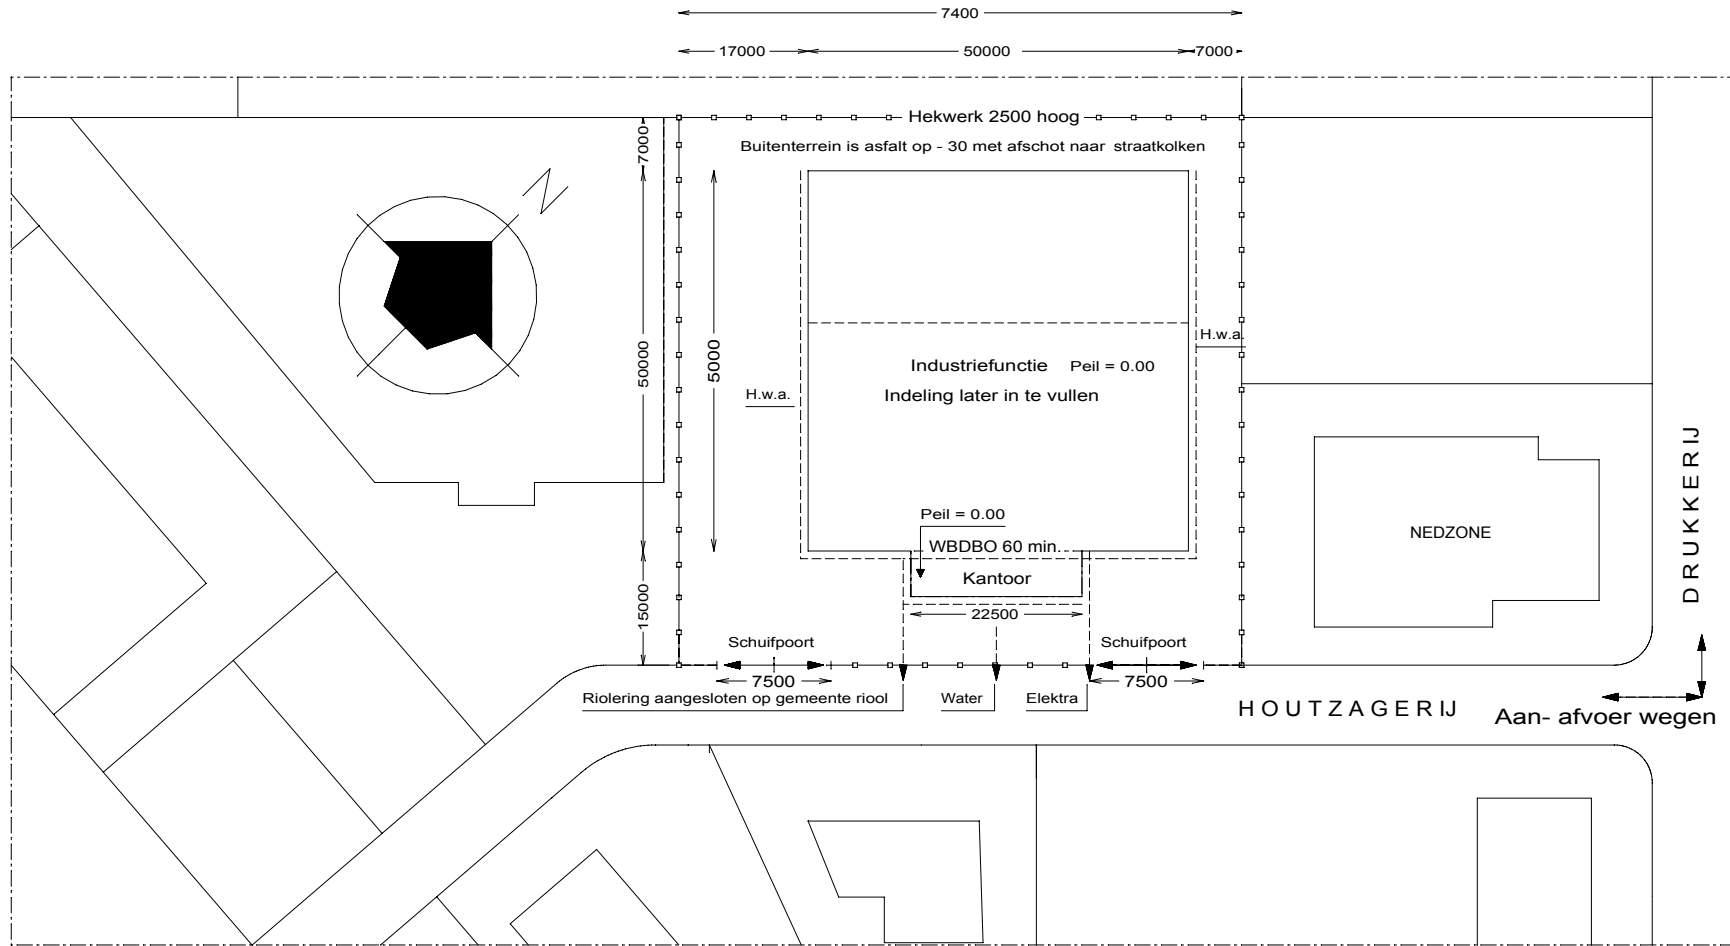 7400
17000
50000
7000
Hekwerk 2500 hoog
Buitenterrein is asfalt op - 30 met afschot naar straatkolken
7000
N
50000
5000
H.w.a.
Industriefunctie Peil = 0.00
Indeling later in te vullen
H.w.a.
Peil = 0.00
WBDBO 60 min.
Kantoor
22500
15000
NEDZONE
DRUKKERIJ
Schuifpoort
Schuifpoort
7500
7500
Riolering aangesloten op gemeente riool
Water
Elektra
HOUTZAGERIJ
Aan- afvoer wegen